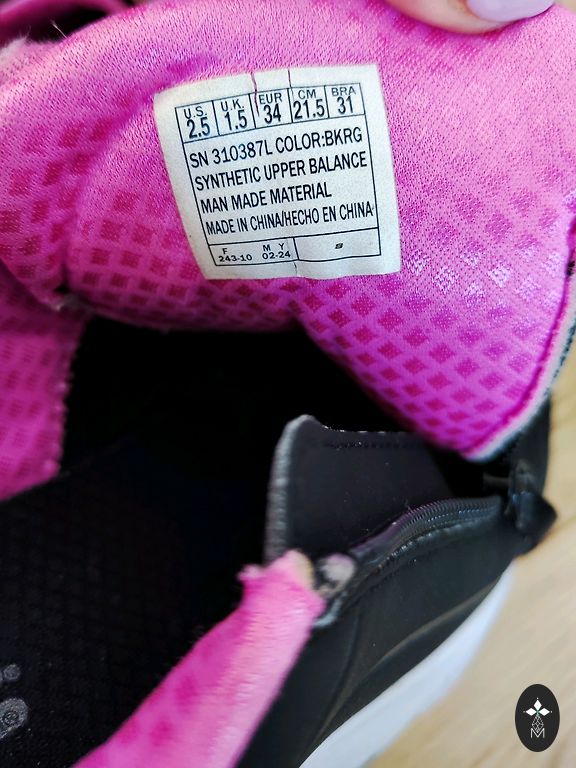 U.S. U.K. EUR CM BRA
2.5 1.5 34 21.5 31
SN 310387L COLOR:BKRG
SYNTHETIC UPPER BALANCE
MAN MADE MATERIAL
MADE IN CHINA/HECHO EN CHINA
F M Y
243-10 02-24
M